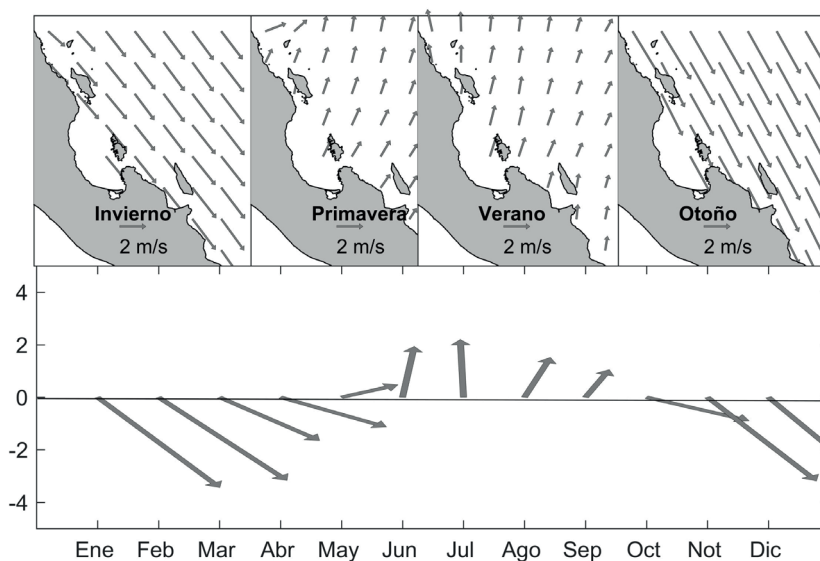 Invierno
2 m/s
Primavera
2 m/s
Verano
2 m/s
Otoño
2 m/s
4
2
0
-2
-4
Ene Feb Mar Abr May Jun Jul Ago Sep Oct Not Dic